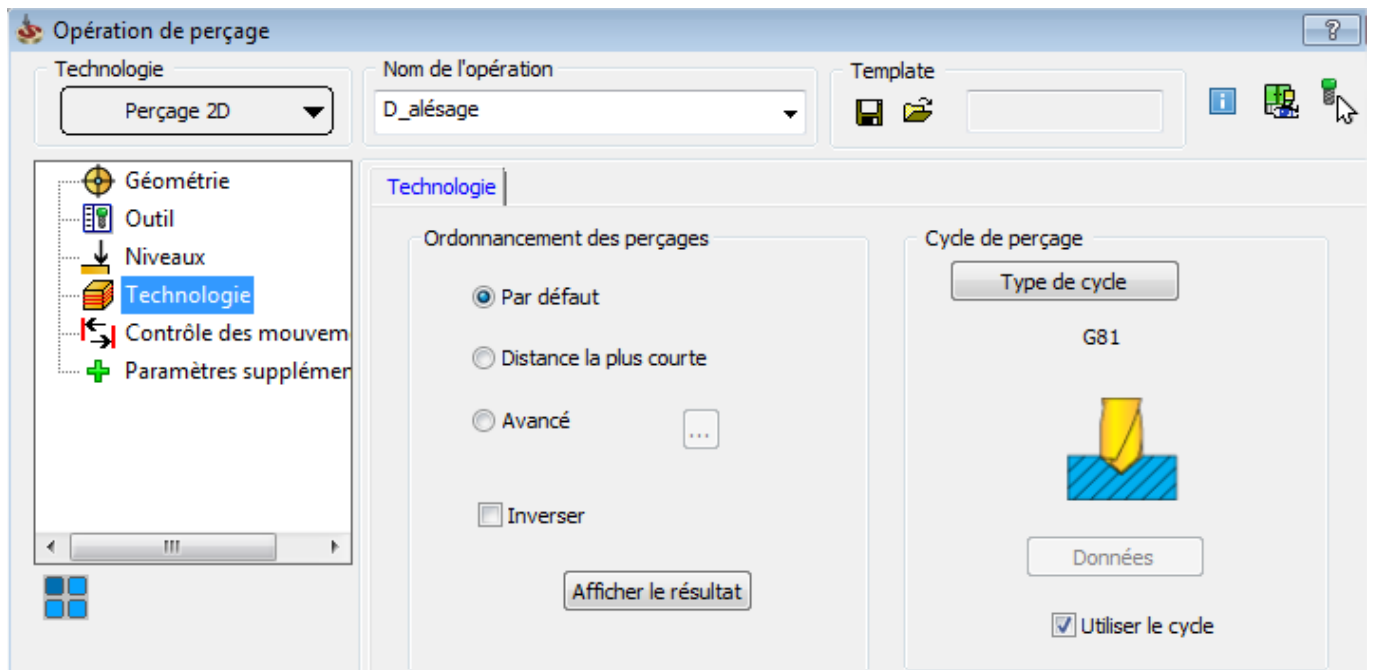 Opération de perçage
Technologie
Nom de l'opération
Template
Perçage 2D
D_alésage
Géométrie
Outil
Niveaux
Technologie
Contrôle des mouvem
Paramètres supplémen
Technologie
Ordonnancement des perçages
Par défaut
Distance la plus courte
Avancé
...
Inverser
Afficher le résultat
Cycle de perçage
Type de cycle
G81
Données
Utiliser le cycle